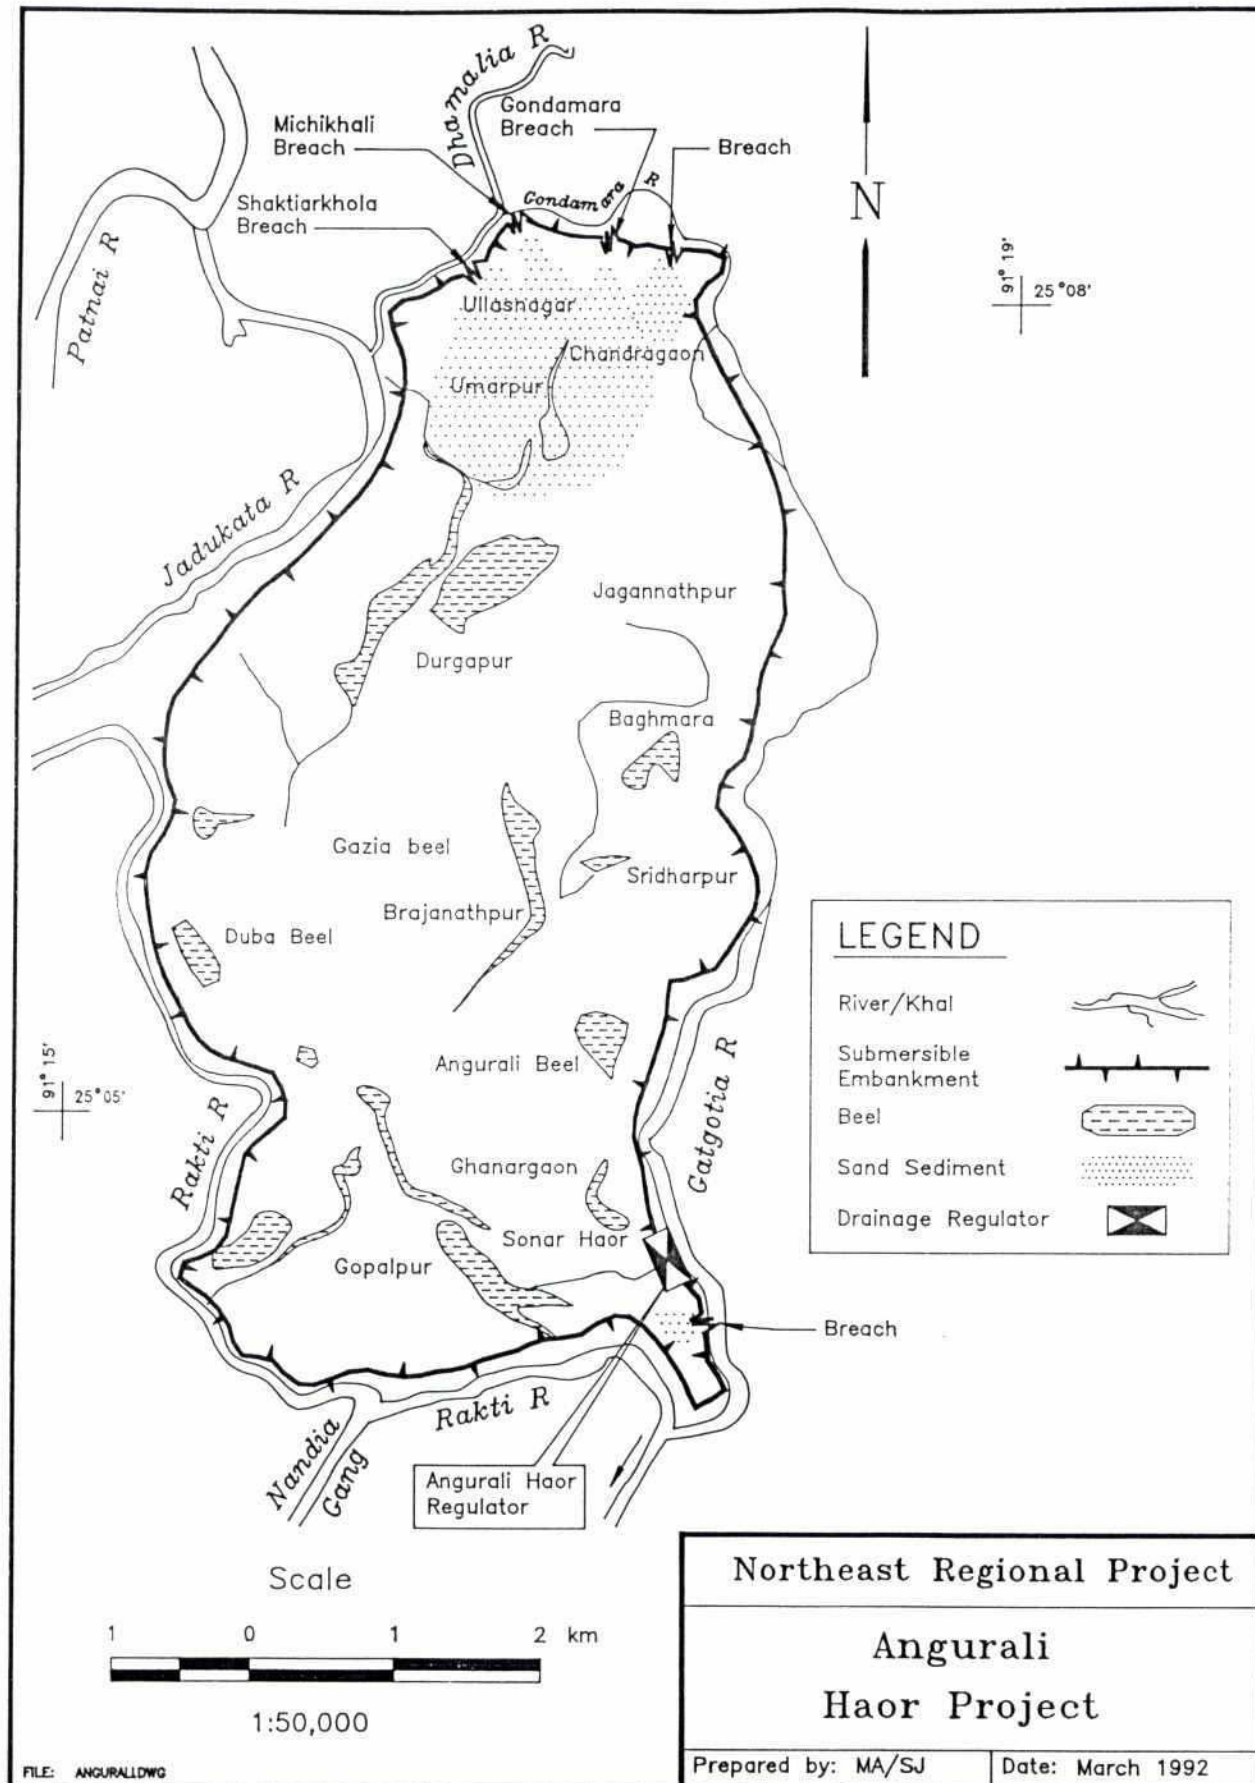 Dhamalia R
Gondamara
Breach
Michikhali
Breach
Breach
Shaktiarkhola
Breach
Gondamara R
N
91°19'
25°08'
Patnai R
Ullasnagar
Chandragaon
Umarpur
Jadukata R
Jagannathpur
Durgapur
Baghmara
Gazia beel
Sridharpur
Brajanathpur
Duba Beel
LEGEND
River/Khal
Submersible
Embankment
Beel
Sand Sediment
Drainage Regulator
91°15'
25°05'
Angurali Beel
Rakti R
Gatgotia R
Ghanargaon
Sonar Haor
Gopalpur
Breach
Rakti R
Nandia
Gang
Angurali Haor
Regulator
Scale
1 0 1 2 km
1:50,000
Northeast Regional Project
Angurali
Haor Project
Prepared by: MA/SJ
Date: March 1992
FILE: ANGURALI.DWG